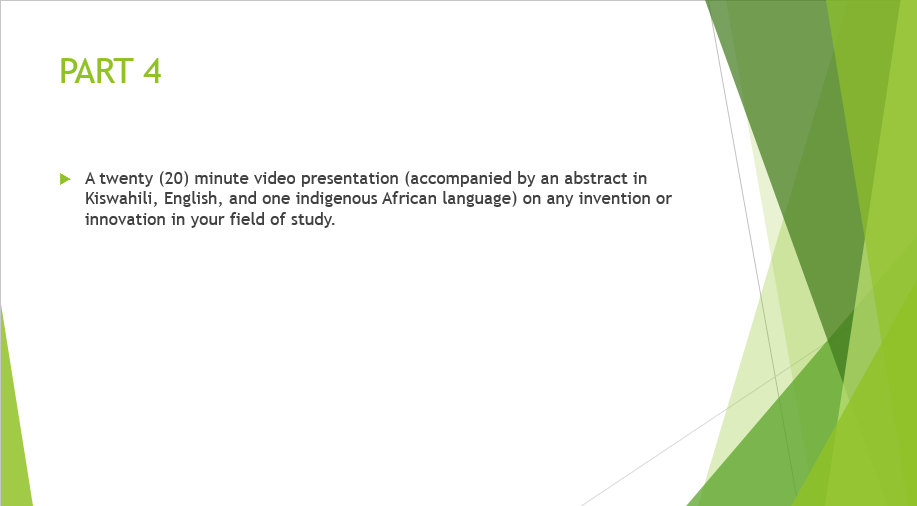 PART 4
A twenty (20) minute video presentation (accompanied by an abstract in
Kiswahili, English, and one indigenous African language) on any invention or
innovation in your field of study.